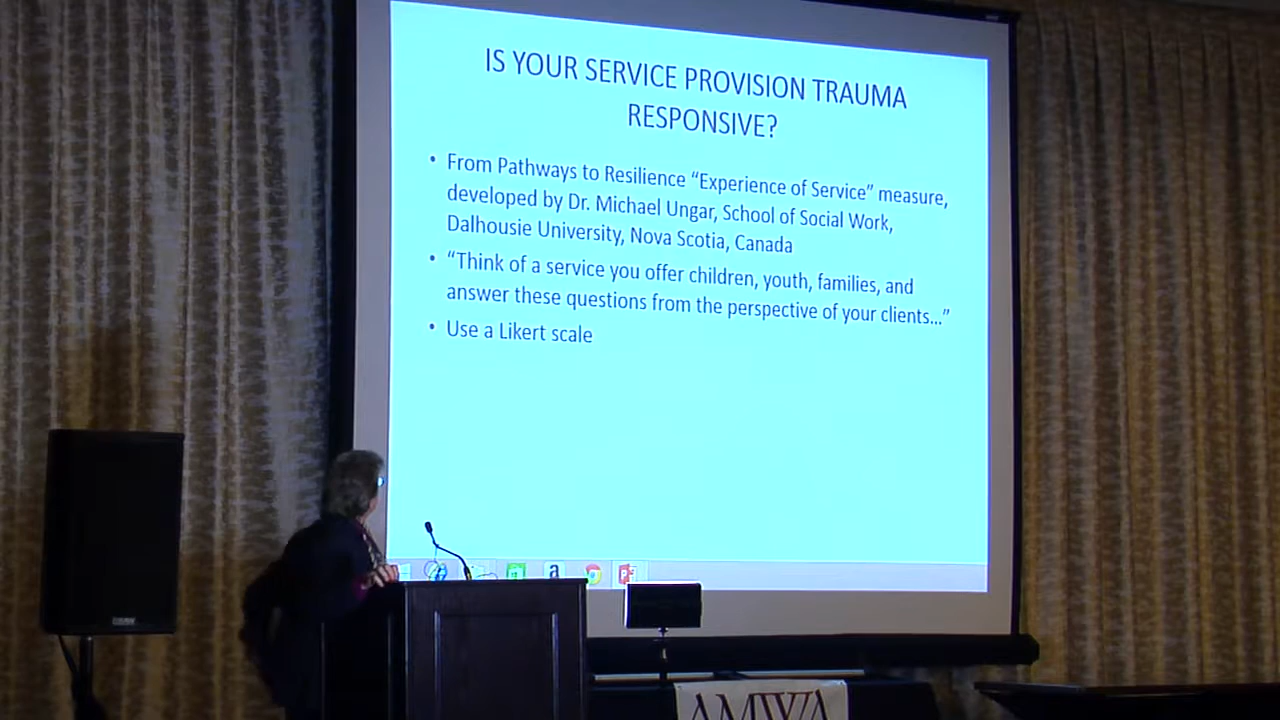 IS YOUR SERVICE PROVISION TRAUMA
RESPONSIVE?
• From Pathways to Resilience “Experience of Service” measure,
developed by Dr. Michael Ungar, School of Social Work,
Dalhousie University, Nova Scotia, Canada
• “Think of a service you offer children, youth, families, and
answer these questions from the perspective of your clients...”
• Use a Likert scale
AMWA